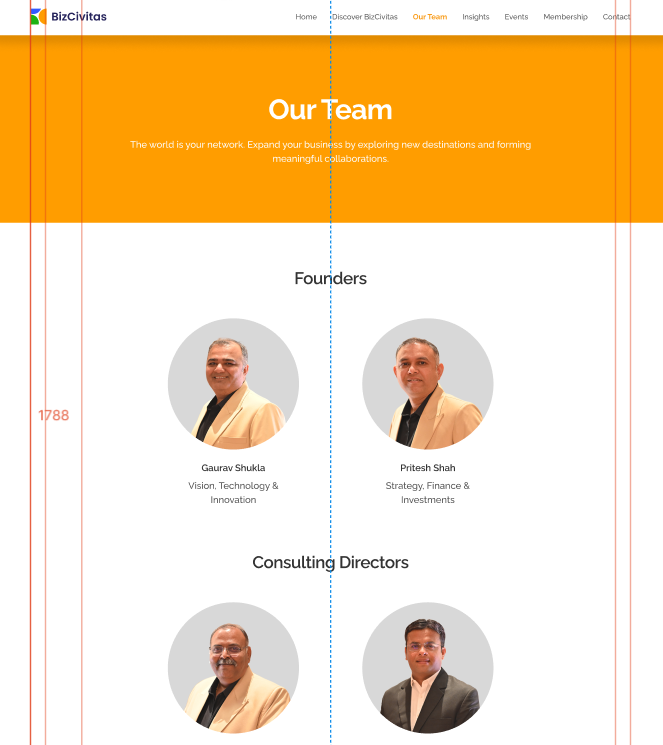 BizCivitas
Home Discover BizCivitas Our Team Insights Events Membership Contact
Our Team
The world is your network. Expand your business by exploring new destinations and forming
meaningful collaborations.
Founders
1788
Gaurav Shukla
Pritesh Shah
Vision, Technology &
Innovation
Strategy, Finance &
Investments
Consulting Directors